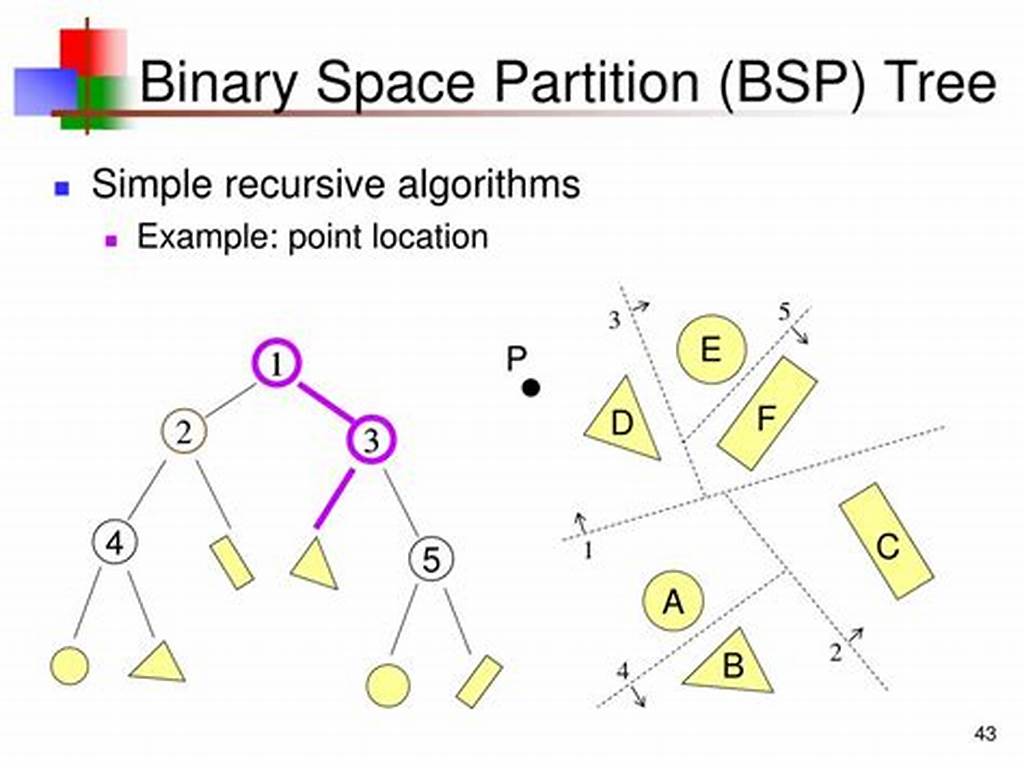 Binary Space Partition (BSP) Tree
Simple recursive algorithms
Example: point location
1
2
3
4
5
P
3
5
E
D
F
1
C
A
2
4
B
43